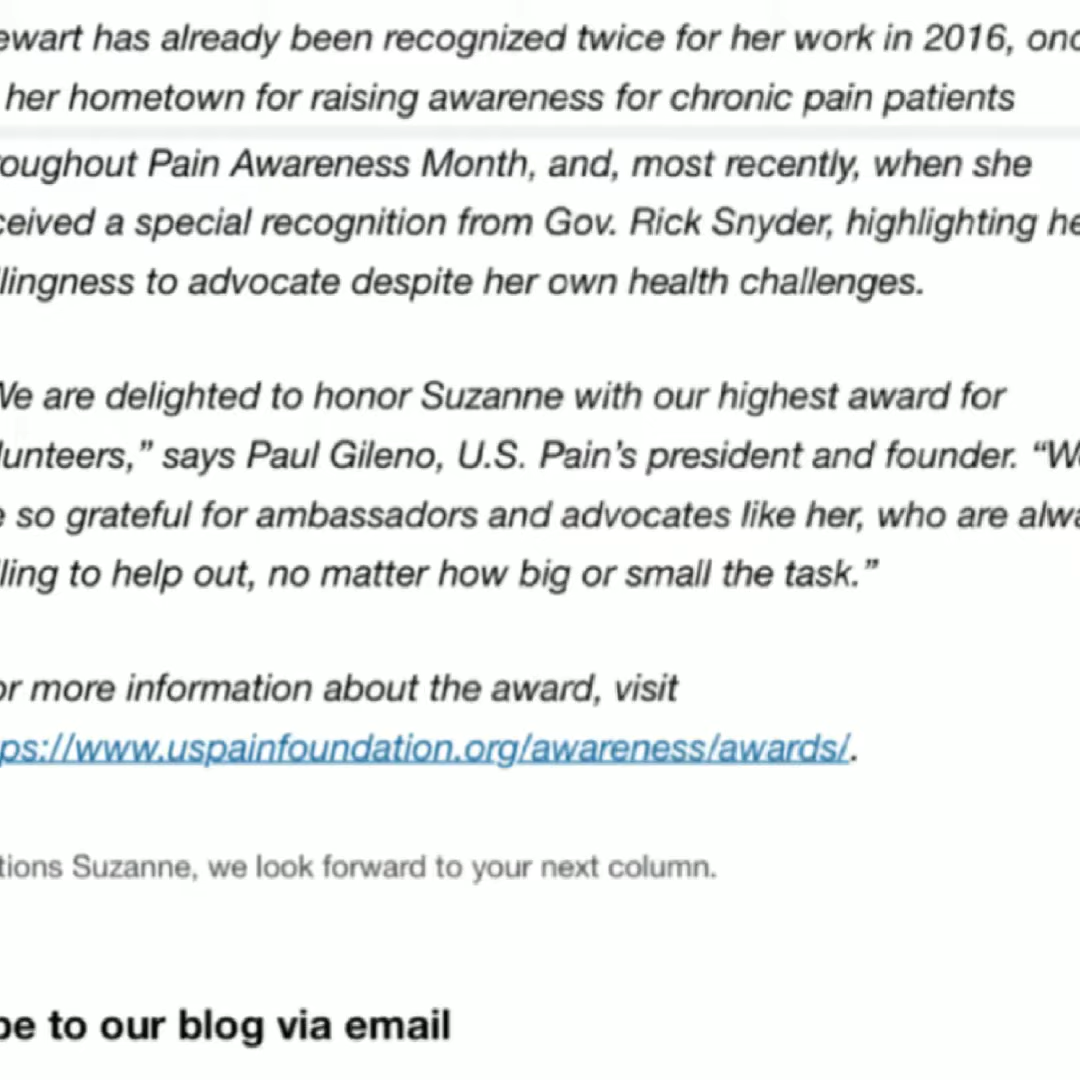 ewart has already been recognized twice for her work in 2016, onc
her hometown for raising awareness for chronic pain patients
roughout Pain Awareness Month, and, most recently, when she
ceived a special recognition from Gov. Rick Snyder, highlighting he
llingness to advocate despite her own health challenges.
We are delighted to honor Suzanne with our highest award for
lunteers,” says Paul Gileno, U.S. Pain’s president and founder. “We
e so grateful for ambassadors and advocates like her, who are alwa
lling to help out, no matter how big or small the task.”
or more information about the award, visit
ps://www.uspainfoundation.org/awareness/awards/.
tions Suzanne, we look forward to your next column.
be to our blog via email